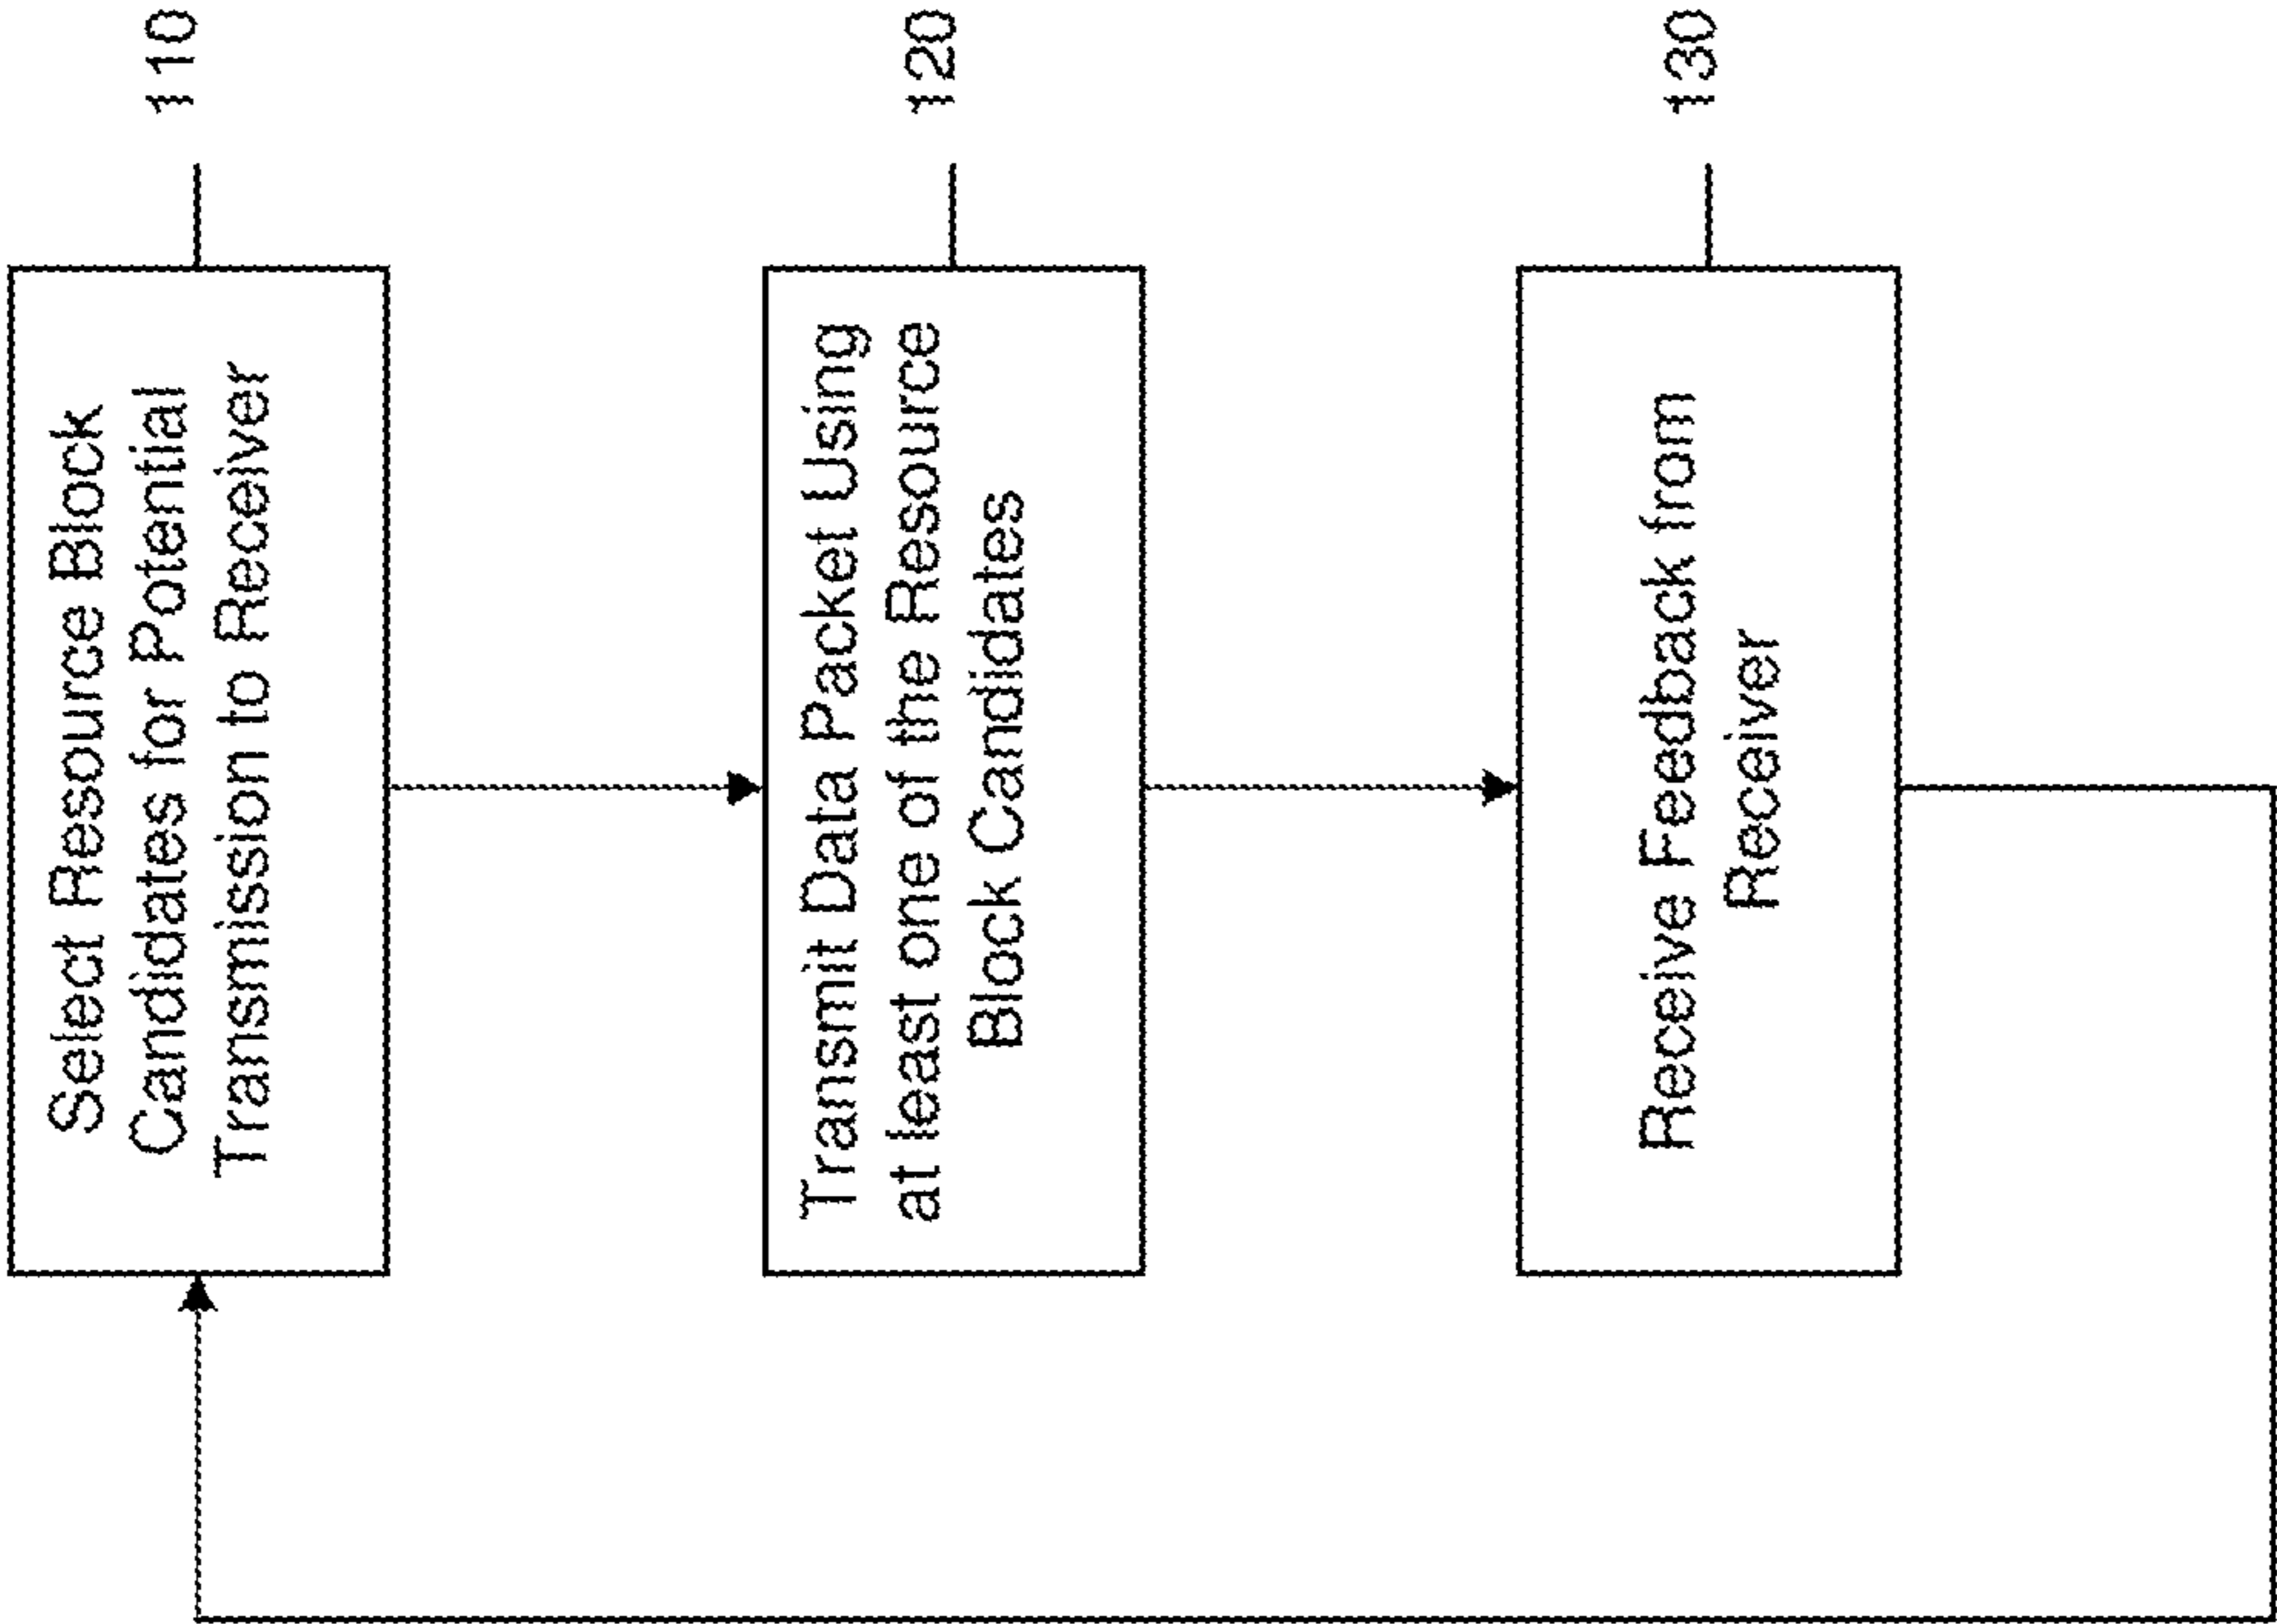 Select Resource Block
Candidates for Potential
Transmission to Receiver
110
Transmit Data Packet Using
at least one of the Resource
Block Candidates
120
Receive Feedback from
Receiver
130